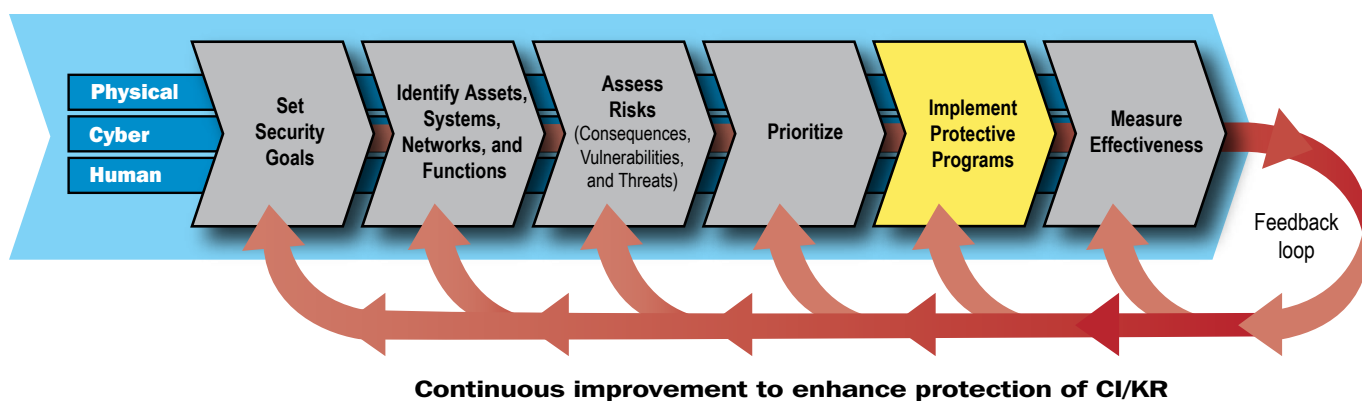 Physical
Cyber
Human
Set
Security
Goals
Identify Assets,
Systems,
Networks, and
Functions
Assess
Risks
(Consequences,
Vulnerabilities,
and Threats)
Prioritize
Implement
Protective
Programs
Measure
Effectiveness
Feedback
loop
Continuous improvement to enhance protection of CI/KR